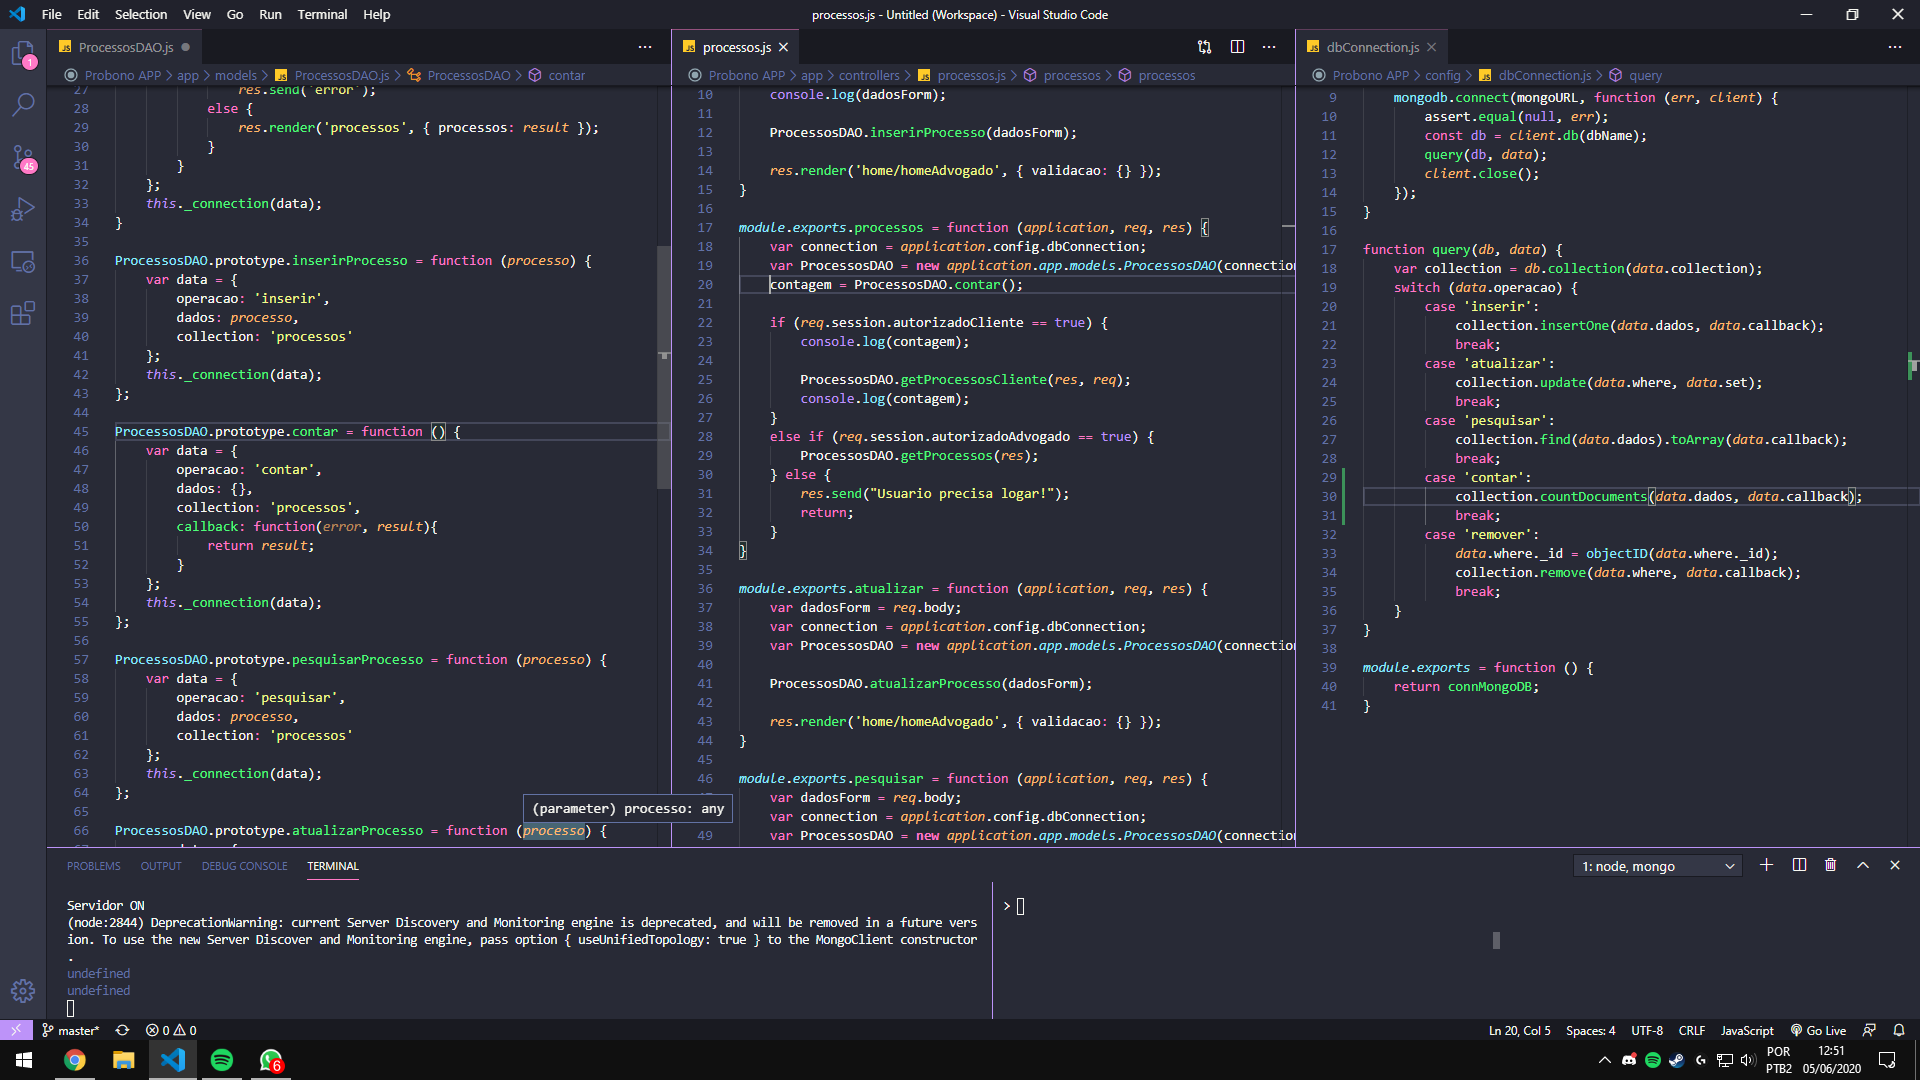 File Edit Selection View Go Run Terminal Help
processos.js - Untitled (Workspace) - Visual Studio Code
ProcessosDAO.js
Probono APP > app > models > ProcessosDAO.js > ProcessosDAO > contar
27 res.send('error');
28 else {
29 res.render('processos', { processos: result });
30 }
31 }
32 };
33 this._connection(data);
34 }
35
36 ProcessosDAO.prototype.inserirProcesso = function (processo) {
37 var data = {
38 operacao: 'inserir',
39 dados: processo,
40 collection: 'processos'
41 };
42 this._connection(data);
43 };
44
45 ProcessosDAO.prototype.contar = function () {
46 var data = {
47 operacao: 'contar',
48 dados: {},
49 collection: 'processos',
50 callback: function(error, result){
51 return result;
52 }
53 };
54 this._connection(data);
55 };
56
57 ProcessosDAO.prototype.pesquisarProcesso = function (processo) {
58 var data = {
59 operacao: 'pesquisar',
60 dados: processo,
61 collection: 'processos'
62 };
63 this._connection(data);
64 };
65
(parameter) processo: any
66 ProcessosDAO.prototype.atualizarProcesso = function (processo) {
processos.js
Probono APP > app > controllers > processos.js > processos > processos
10 console.log(dadosForm);
11
12 ProcessosDAO.inserirProcesso(dadosForm);
13
14 res.render('home/homeAdvogado', { validacao: {} });
15 }
16
17 module.exports.processos = function (application, req, res) {
18 var connection = application.config.dbConnection;
19 var ProcessosDAO = new application.app.models.ProcessosDAO(connectio
20 contagem = ProcessosDAO.contar();
21
22 if (req.session.autorizadoCliente == true) {
23 console.log(contagem);
24
25 ProcessosDAO.getProcessosCliente(res, req);
26 console.log(contagem);
27 }
28 else if (req.session.autorizadoAdvogado == true) {
29 ProcessosDAO.getProcessos(res);
30 } else {
31 res.send("Usuario precisa logar!");
32 return;
33 }
34 }
35
36 module.exports.atualizar = function (application, req, res) {
37 var dadosForm = req.body;
38 var connection = application.config.dbConnection;
39 var ProcessosDAO = new application.app.models.ProcessosDAO(connectio
40
41 ProcessosDAO.atualizarProcesso(dadosForm);
42
43 res.render('home/homeAdvogado', { validacao: {} });
44 }
45
46 module.exports.pesquisar = function (application, req, res) {
var dadosForm = req.body;
48 var connection = application.config.dbConnection;
49 var ProcessosDAO = new application.app.models.ProcessosDAO(connectio
dbConnection.js
Probono APP > config > dbConnection.js > query
9 mongodb.connect(mongoURL, function (err, client) {
10 assert.equal(null, err);
11 const db = client.db(dbName);
12 query(db, data);
13 client.close();
14 });
15 }
16
17 function query(db, data) {
18 var collection = db.collection(data.collection);
19 switch (data.operacao) {
20 case 'inserir':
21 collection.insertOne(data.dados, data.callback);
22 break;
23 case 'atualizar':
24 collection.update(data.where, data.set);
25 break;
26 case 'pesquisar':
27 collection.find(data.dados).toArray(data.callback);
28 break;
29 case 'contar':
30 collection.countDocuments(data.dados, data.callback);
31 break;
32 case 'remover':
33 data.where._id = objectID(data.where._id);
34 collection.remove(data.where, data.callback);
35 break;
36 }
37 }
38
39 module.exports = function () {
40 return connMongoDB;
41 }
1
45
PROBLEMS OUTPUT DEBUG CONSOLE TERMINAL
1: node, mongo
Servidor ON
(node:2844) DeprecationWarning: current Server Discovery and Monitoring engine is deprecated, and will be removed in a future vers
ion. To use the new Server Discover and Monitoring engine, pass option { useUnifiedTopology: true } to the MongoClient constructor
.
undefined
undefined
>
master* 0 0
Ln 20, Col 5 Spaces: 4 UTF-8 CRLF JavaScript Go Live
6
POR
PTB2
12:51
05/06/2020